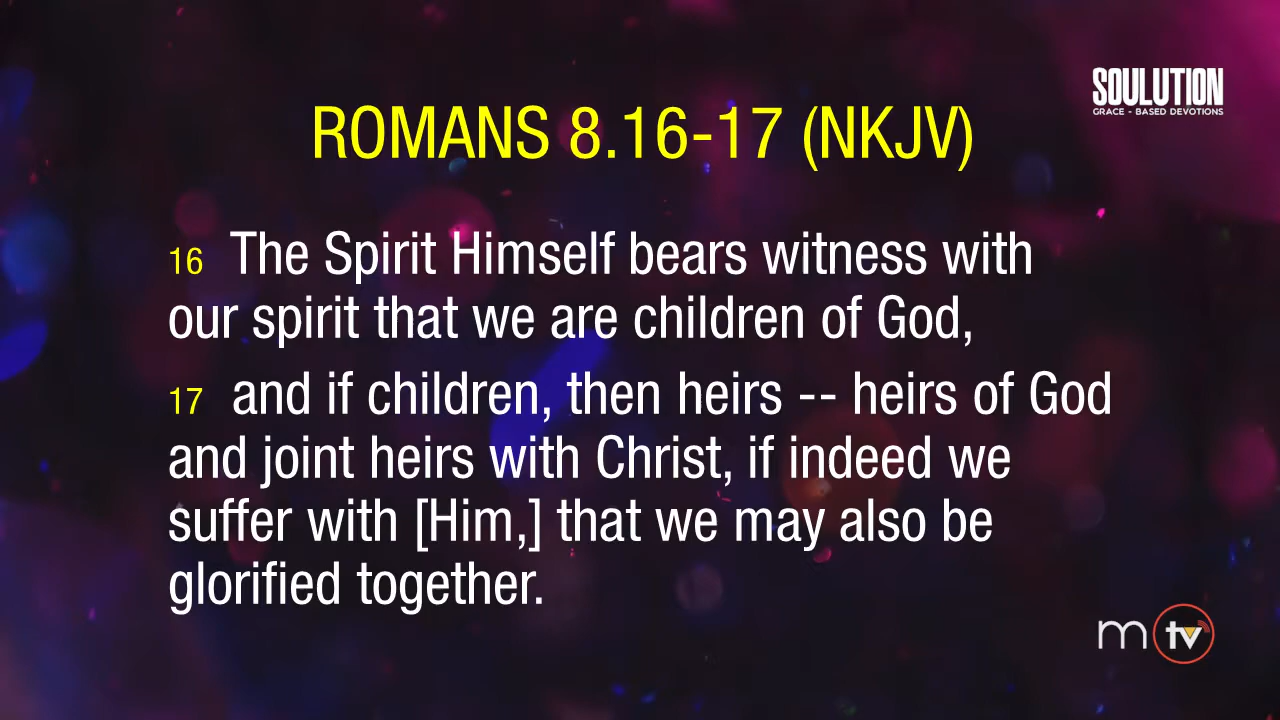 SOULUTION
GRACE - BASED DEVOTIONS
ROMANS 8.16-17 (NKJV)
16 The Spirit Himself bears witness with
our spirit that we are children of God,
17 and if children, then heirs -- heirs of God
and joint heirs with Christ, if indeed we
suffer with [Him,] that we may also be
glorified together.
m tv